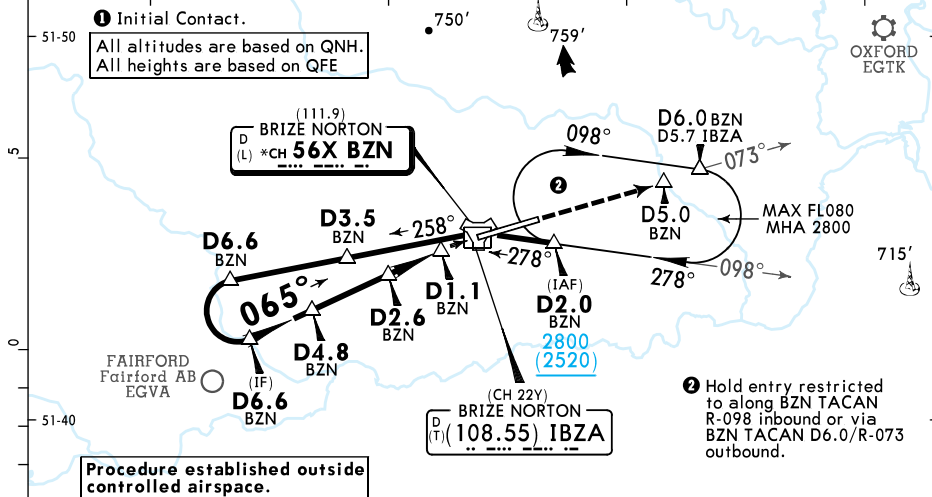 ❶ Initial Contact.
All altitudes are based on QNH.
All heights are based on QFE
51-50
750'
759'
OXFORD
EGTK
(111.9)
BRIZE NORTON
D
(L) *CH 56X BZN
098°
D6.0 BZN
D5.7 IBZA
073°
5
❷
D5.0
BZN
MAX FL080
MHA 2800
D3.5
BZN
258°
D6.6
BZN
278°
278°
098°
715'
065°
D1.1
BZN
(IAF)
D2.0
BZN
2800
(2520)
D2.6
BZN
D4.8
BZN
0
FAIRFORD
Fairford AB
EGVA
(IF)
D6.6
BZN
(CH 22Y)
BRIZE NORTON
D
(T) (108.55) IBZA
❷ Hold entry restricted
to along BZN TACAN
R-098 inbound or via
BZN TACAN D6.0/R-073
outbound.
51-40
Procedure established outside
controlled airspace.